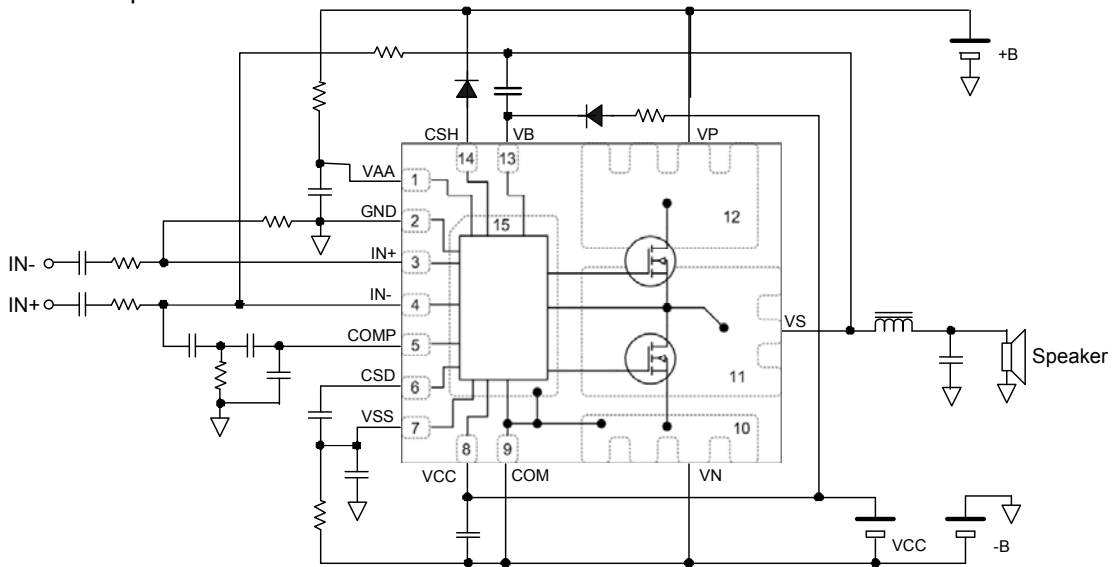 +B
CSH
VB
VP
14
13
VAA
1
12
GND
2
15
IN-
IN+
3
IN+
IN-
4
VS
COMP
5
Speaker
CSD
6
11
VSS
7
10
8
9
VCC
COM
VN
VCC
-B